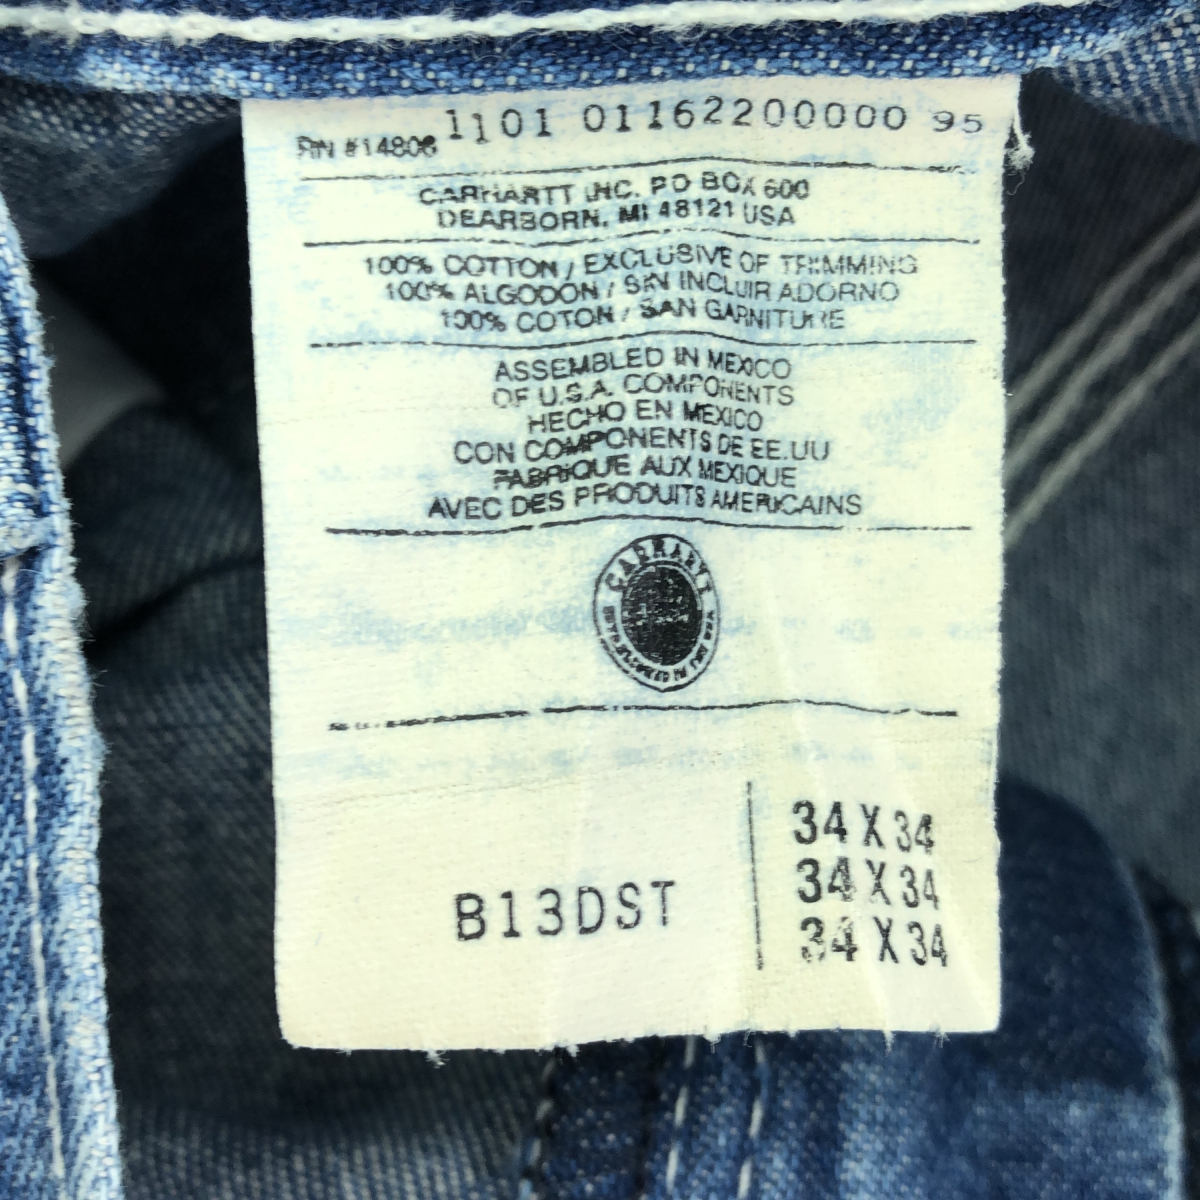 RN #14806 1101 01162200000 95
CARHARTT INC. PO BOX 600
DEARBORN, MI 48121 USA
100% COTTON / EXCLUSIVE OF TRIMMING
100% ALGODON / SIN INCLUIR ADORNO
100% COTON / SAN GARNITURE
ASSEMBLED IN MEXICO
OF U.S.A. COMPONENTS
HECHO EN MEXICO
CON COMPONENTS DE EE.UU
FABRIQUE AUX MEXIQUE
AVEC DES PRODUITS AMERICAINS
CARHARTT
B13DST
34 X 34
34 X 34
34 X 34